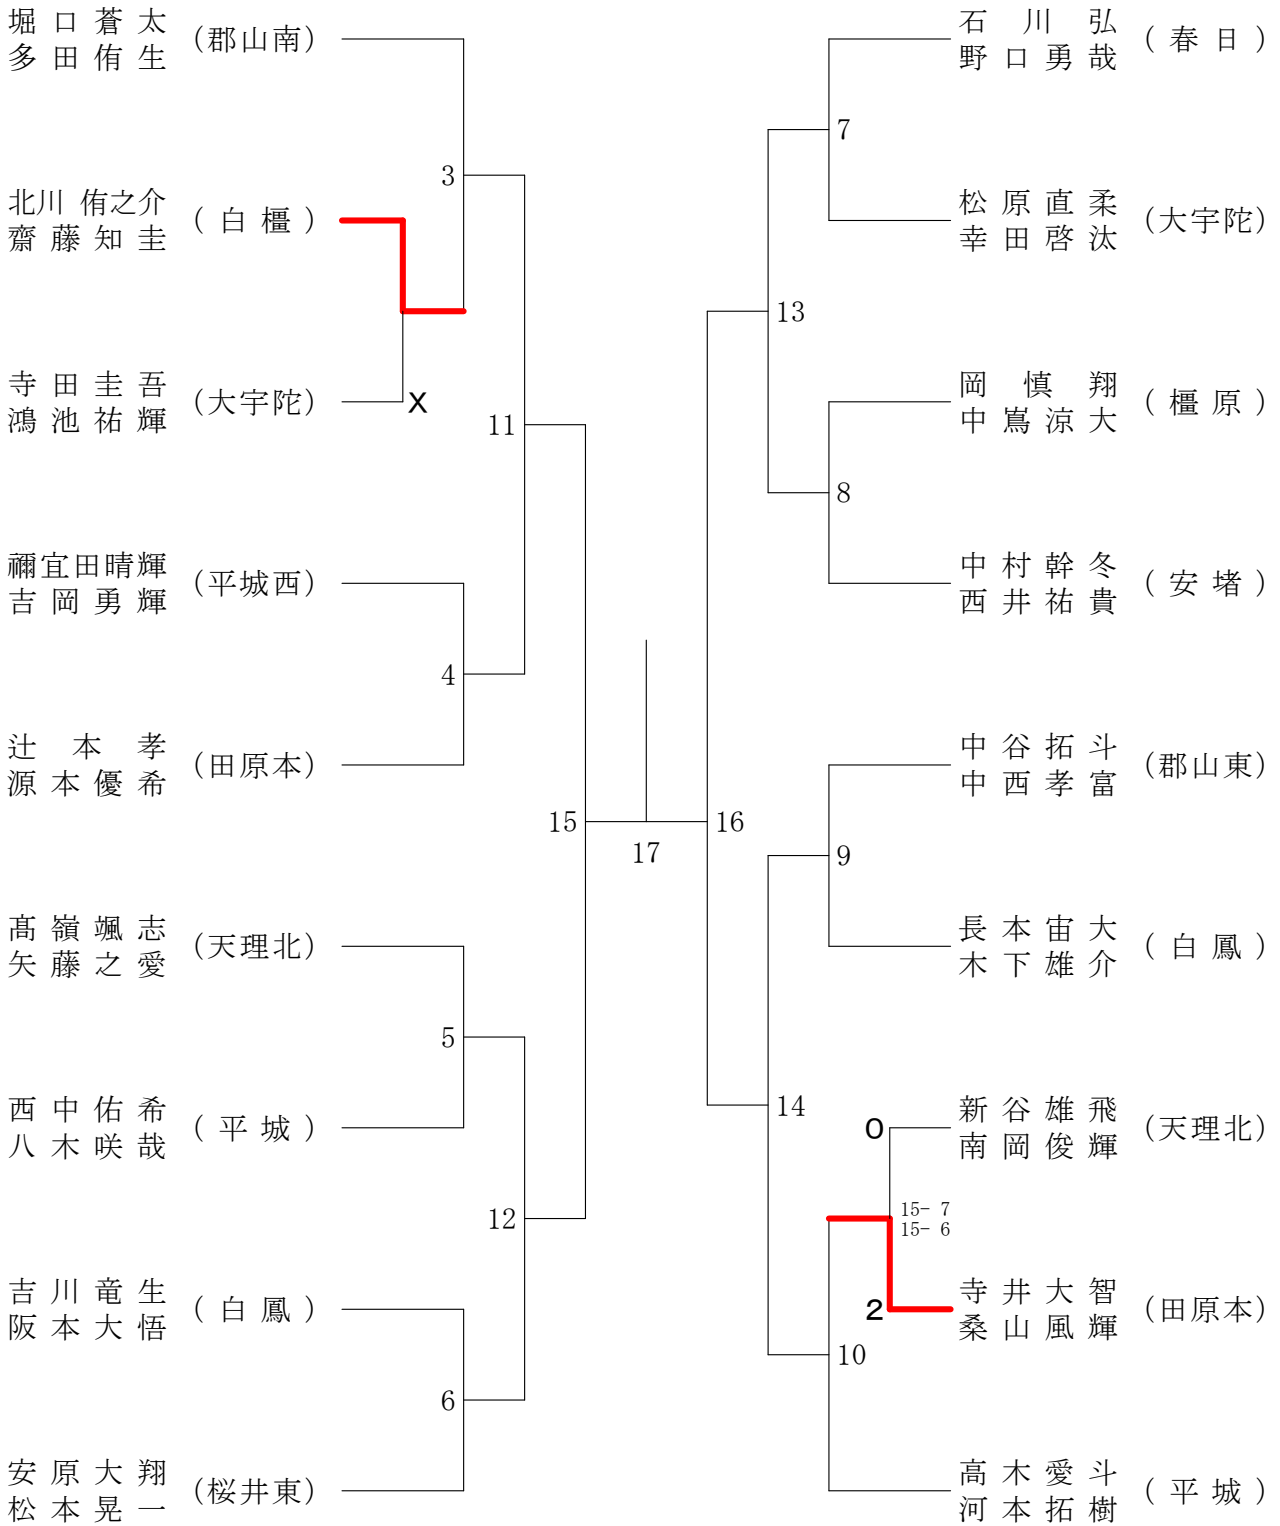 堀口蒼太
多田侑生
(郡山南)
3
北川 侑之介
齋藤知圭
(白橿)
寺田圭吾
鴻池祐輝
(大宇陀)
X
11
禰宜田晴輝
吉岡勇輝
(平城西)
4
辻本孝
源本優希
(田原本)
15
髙嶺颯志
矢藤之愛
(天理北)
5
西中佑希
八木咲哉
(平城)
12
吉川竜生
阪本大悟
(白鳳)
6
安原大翔
松本晃一
(桜井東)
17
石川弘
野口勇哉
(春日)
7
松原直柔
幸田啓汰
(大宇陀)
13
岡慎翔
中嶌涼大
(橿原)
8
中村幹冬
西井祐貴
(安堵)
16
中谷拓斗
中西孝富
(郡山東)
9
長本宙大
木下雄介
(白鳳)
14
新谷雄飛
南岡俊輝
(天理北)
0
15- 7
15- 6
寺井大智
桑山風輝
(田原本)
2
10
高木愛斗
河本拓樹
(平城)